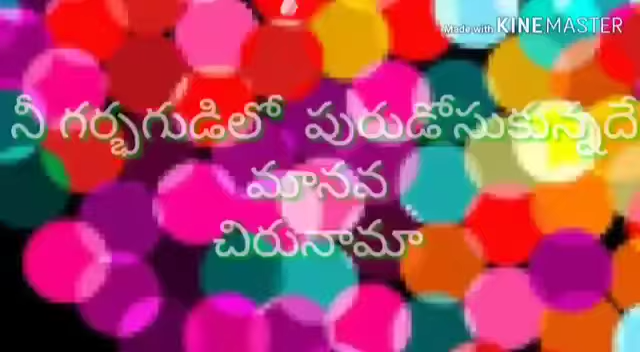 Made with KINEMASTER
నీ గర్భగుడిలో పురుడోసుకున్నదే
మానవ
చిరునామా